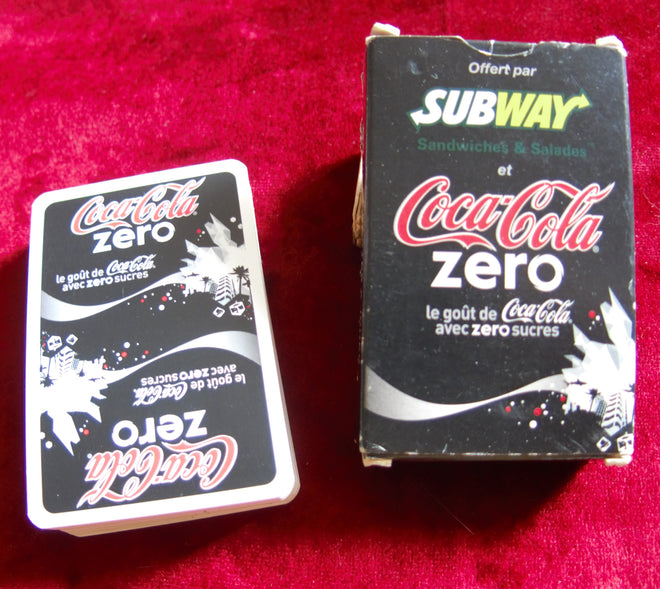 Coca-Cola
zero
le goût de Coca-Cola
avec zero sucres
le goût de Coca-Cola
avec zero sucres
Coca-Cola
zero
Offert par
SUBWAY
Sandwiches & Salades
et
Coca-Cola
zero
le goût de Coca-Cola
avec zero sucres